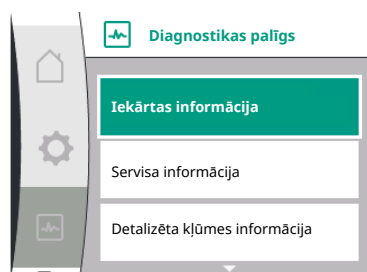 Diagnostikas palīgs
Iekārtas informācija
Servisa informācija
Detalizēta kļūmes informācija